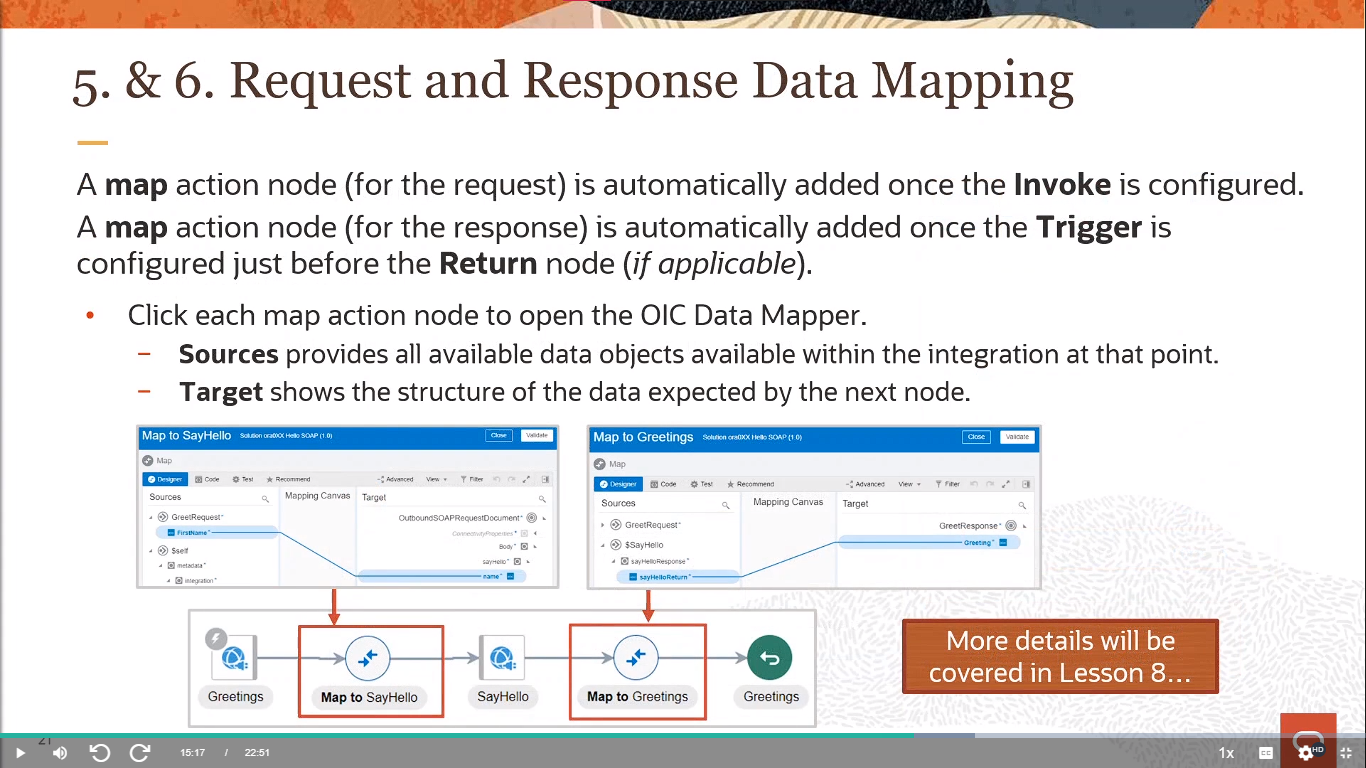 5. & 6. Request and Response Data Mapping
A map action node (for the request) is automatically added once the Invoke is configured.
A map action node (for the response) is automatically added once the Trigger is
configured just before the Return node (if applicable).
• Click each map action node to open the OIC Data Mapper.
– Sources provides all available data objects available within the integration at that point.
– Target shows the structure of the data expected by the next node.
Map to SayHello Solution ora0XX Hello SOAP (1.0) Close Validate
Map
Designer Code Test Recommend Advanced View Filter
Sources Mapping Canvas Target
GreetRequest* OutboundSOAPRequestDocument*
FirstName* ConnectivityProperties*
$self Body*
metadata* sayHello*
integration* name*
Map to Greetings Solution ora0XX Hello SOAP (1.0) Close Validate
Map
Designer Code Test Recommend Advanced View Filter
Sources Mapping Canvas Target
GreetRequest* GreetResponse*
$SayHello Greeting*
sayHelloResponse*
sayHelloReturn*
Greetings Map to SayHello SayHello Map to Greetings Greetings
More details will be
covered in Lesson 8...
21
15:17 / 22:51 1x CC HD